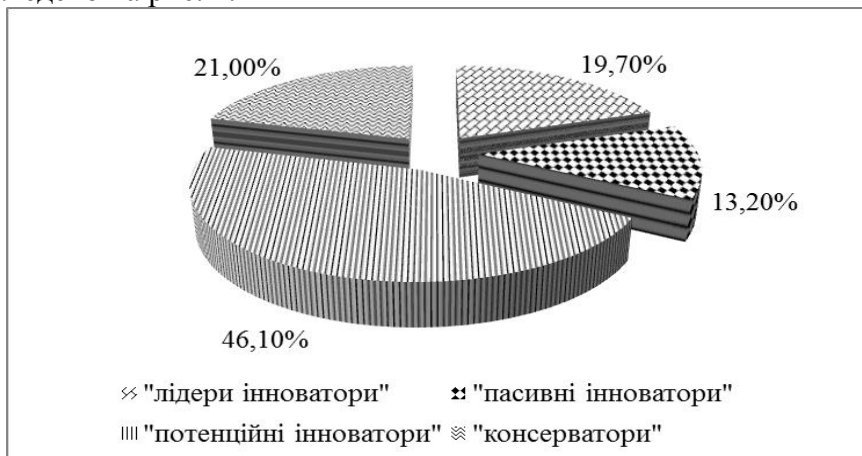 21,00%
19,70%
13,20%
46,10%
"лідери інноватори"
"пасивні інноватори"
"потенційні інноватори"
"консерватори"